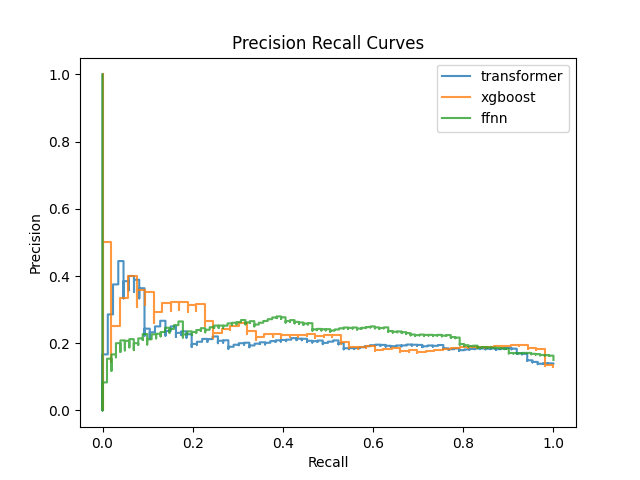 Precision Recall Curves
transformer
xgboost
ffnn
1.0
0.8
0.6
0.4
0.2
0.0
Precision
0.0 0.2 0.4 0.6 0.8 1.0
Recall